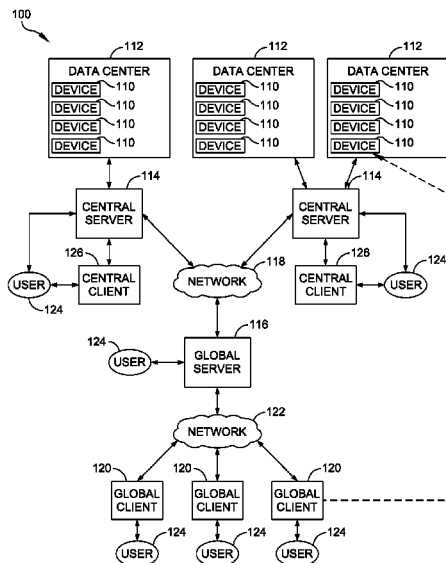 100
112 112 112
DATA CENTER DATA CENTER DATA CENTER
DEVICE 110 DEVICE 110 DEVICE 110
DEVICE 110 DEVICE 110 DEVICE 110
DEVICE 110 DEVICE 110 DEVICE 110
DEVICE 110 DEVICE 110 DEVICE 110
114 114
CENTRAL SERVER CENTRAL SERVER
126 118 126
USER CENTRAL CLIENT NETWORK CENTRAL CLIENT USER
124 124
116
124
USER GLOBAL SERVER
122
NETWORK
120 120 120
GLOBAL CLIENT GLOBAL CLIENT GLOBAL CLIENT
124 124 124
USER USER USER